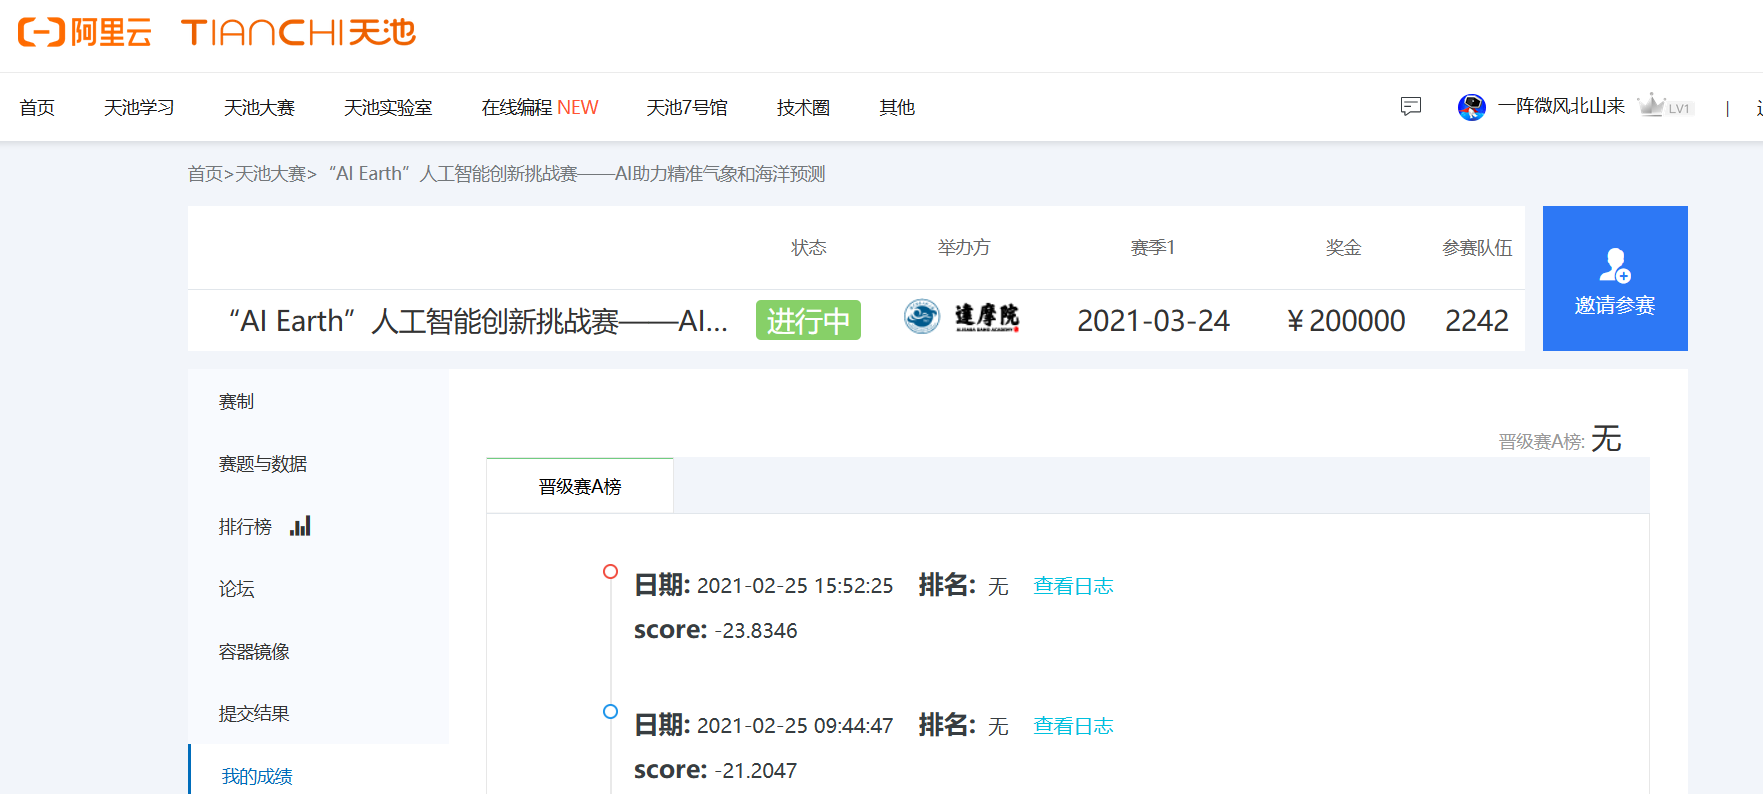 阿里云 TIANCHI天池
首页 天池学习 天池大赛 天池实验室 在线编程 NEW 天池7号馆 技术圈 其他 一阵微风北山来 LV1 |
首页>天池大赛>“AI Earth”人工智能创新挑战赛——AI助力精准气象和海洋预测
状态 举办方 赛季1 奖金 参赛队伍
“AI Earth”人工智能创新挑战赛——AI... 进行中 達摩院 2021-03-24 ¥200000 2242
邀请参赛
赛制
赛题与数据
排行榜
论坛
容器镜像
提交结果
我的成绩
晋级赛A榜: 无
晋级赛A榜
日期: 2021-02-25 15:52:25 排名: 无 查看日志
score: -23.8346
日期: 2021-02-25 09:44:47 排名: 无 查看日志
score: -21.2047